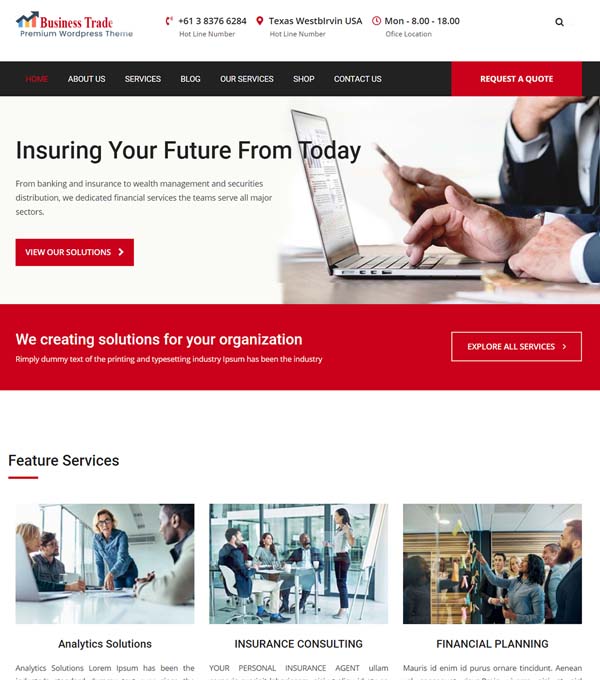 Business Trade
Premium Wordpress Theme
+61 3 8376 6284
Hot Line Number
Texas WestbIrvin USA
Hot Line Number
Mon - 8.00 - 18.00
Ofice Location
HOME
ABOUT US
SERVICES
BLOG
OUR SERVICES
SHOP
CONTACT US
REQUEST A QUOTE
Insuring Your Future From Today
From banking and insurance to wealth management and securities
distribution, we dedicated financial services the teams serve all major
sectors.
VIEW OUR SOLUTIONS
We creating solutions for your organization
Rimply dummy text of the printing and typesetting industry Ipsum has been the industry
EXPLORE ALL SERVICES
Feature Services
Analytics Solutions
INSURANCE CONSULTING
FINANCIAL PLANNING
Analytics Solutions Lorem Ipsum has been the
YOUR PERSONAL INSURANCE AGENT ullam
Mauris id enim id purus ornare tincidunt. Aenean